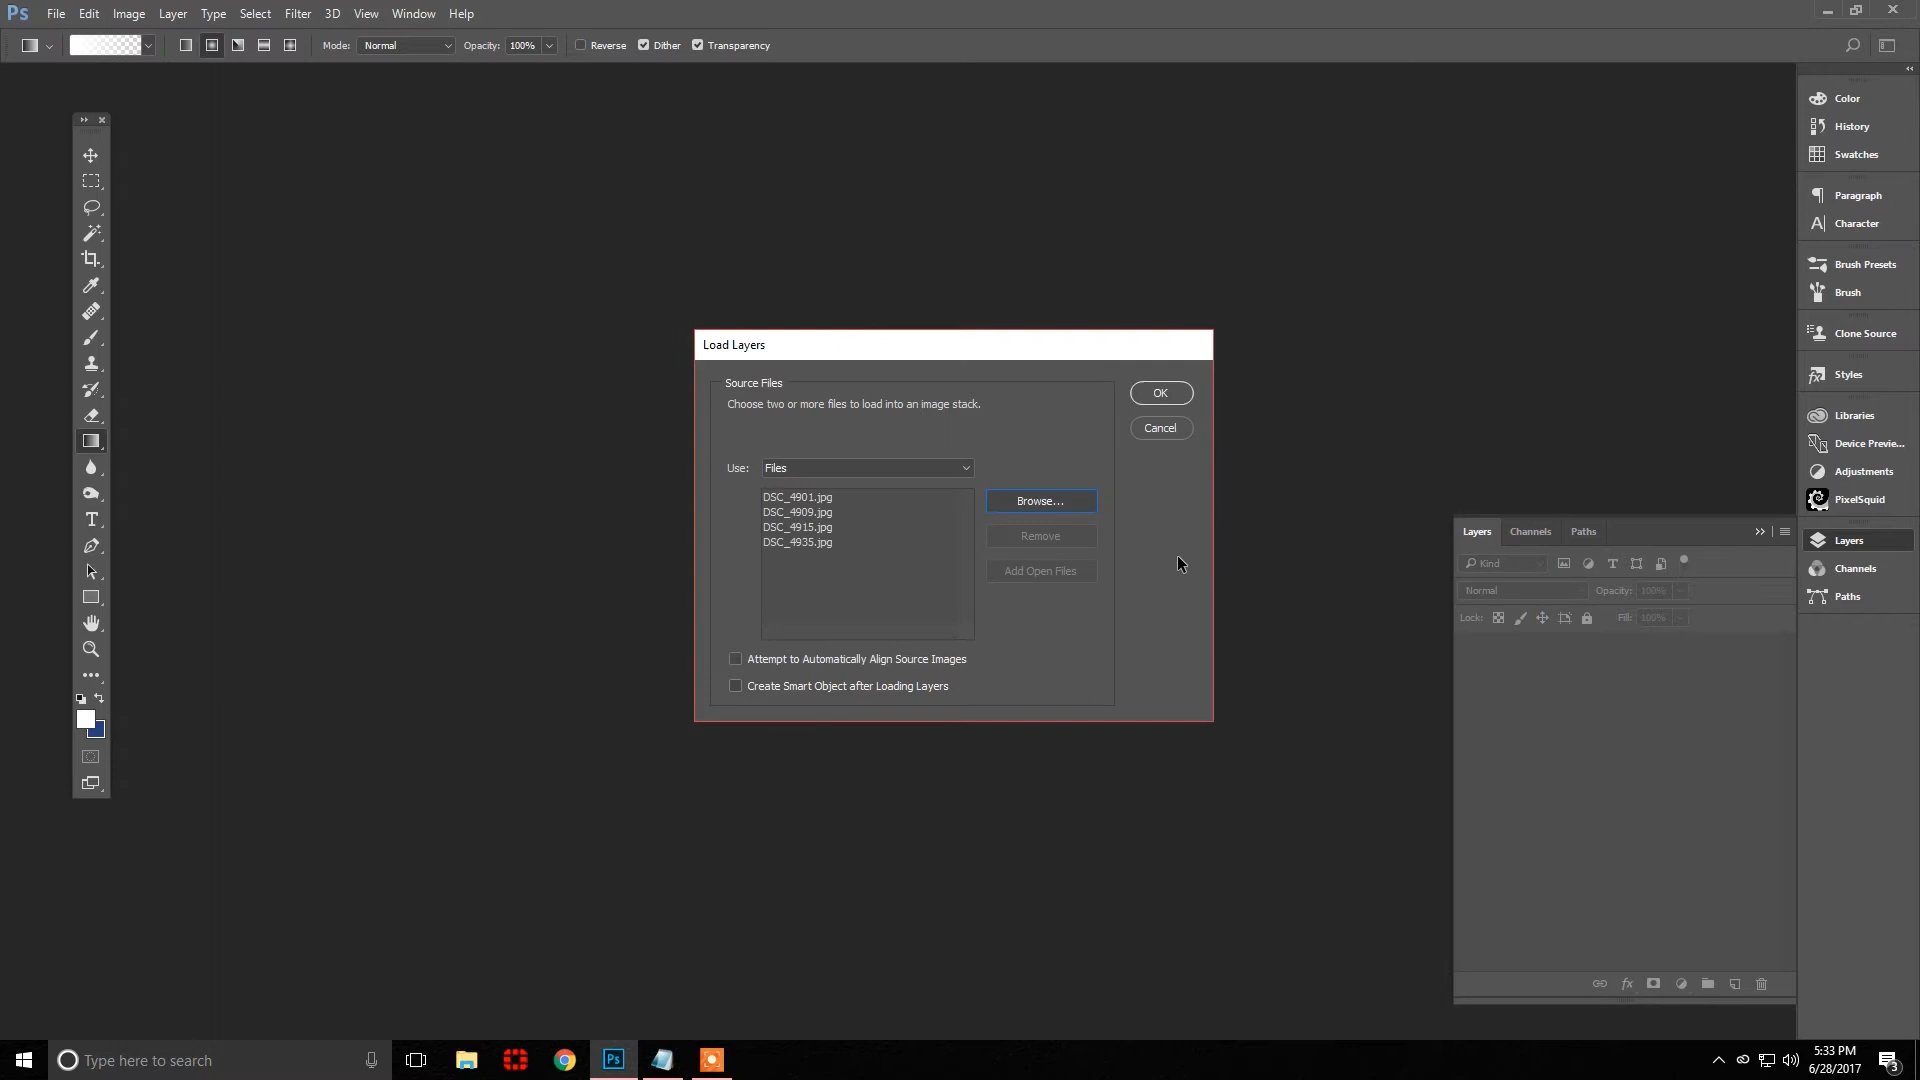 Ps File Edit Image Layer Type Select Filter 3D View Window Help
Mode: Normal Opacity: 100% Reverse Dither Transparency
Color
History
Swatches
Paragraph
Character
Brush Presets
Brush
Clone Source
Styles
Libraries
Device Previe...
Adjustments
PixelSquid
Layers
Channels
Paths
Load Layers
Source Files
Choose two or more files to load into an image stack.
OK
Cancel
Use: Files
DSC_4901.jpg
DSC_4909.jpg
DSC_4915.jpg
DSC_4935.jpg
Browse...
Remove
Add Open Files
Attempt to Automatically Align Source Images
Create Smart Object after Loading Layers
Layers Channels Paths
Kind
Normal Opacity: 100%
Lock: Fill: 100%
Type here to search
Ps
5:33 PM
6/28/2017
3